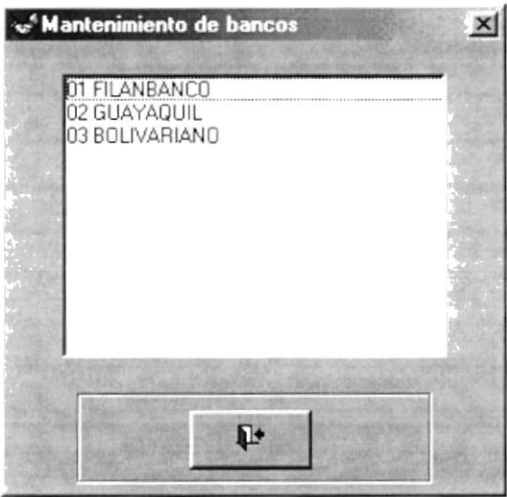 Mantenimiento de bancos
01 FILANBANCO
02 GUAYAQUIL
03 BOLIVARIANO